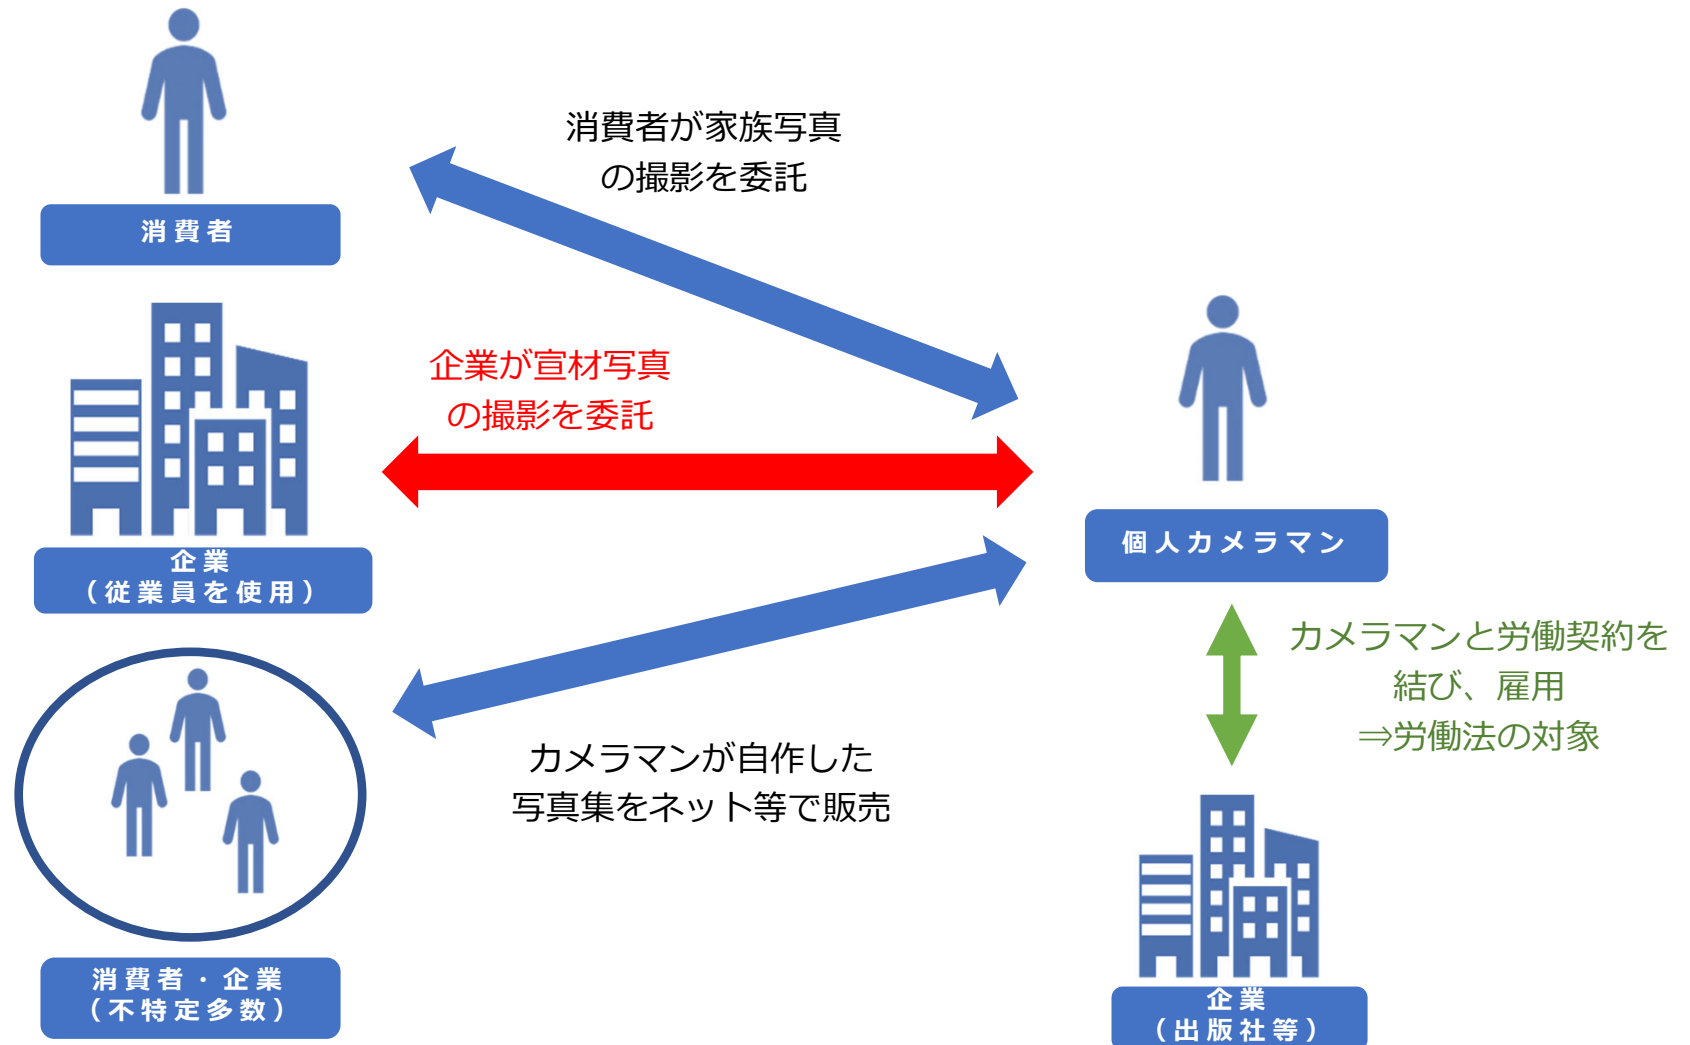 消費者が家族写真
の撮影を委託
消費者
企業が宣材写真
の撮影を委託
個人カメラマン
企業
（従業員を使用）
カメラマンと労働契約を
結び、雇用
⇒労働法の対象
カメラマンが自作した
写真集をネット等で販売
消費者・企業
（不特定多数）
企業
（出版社等）